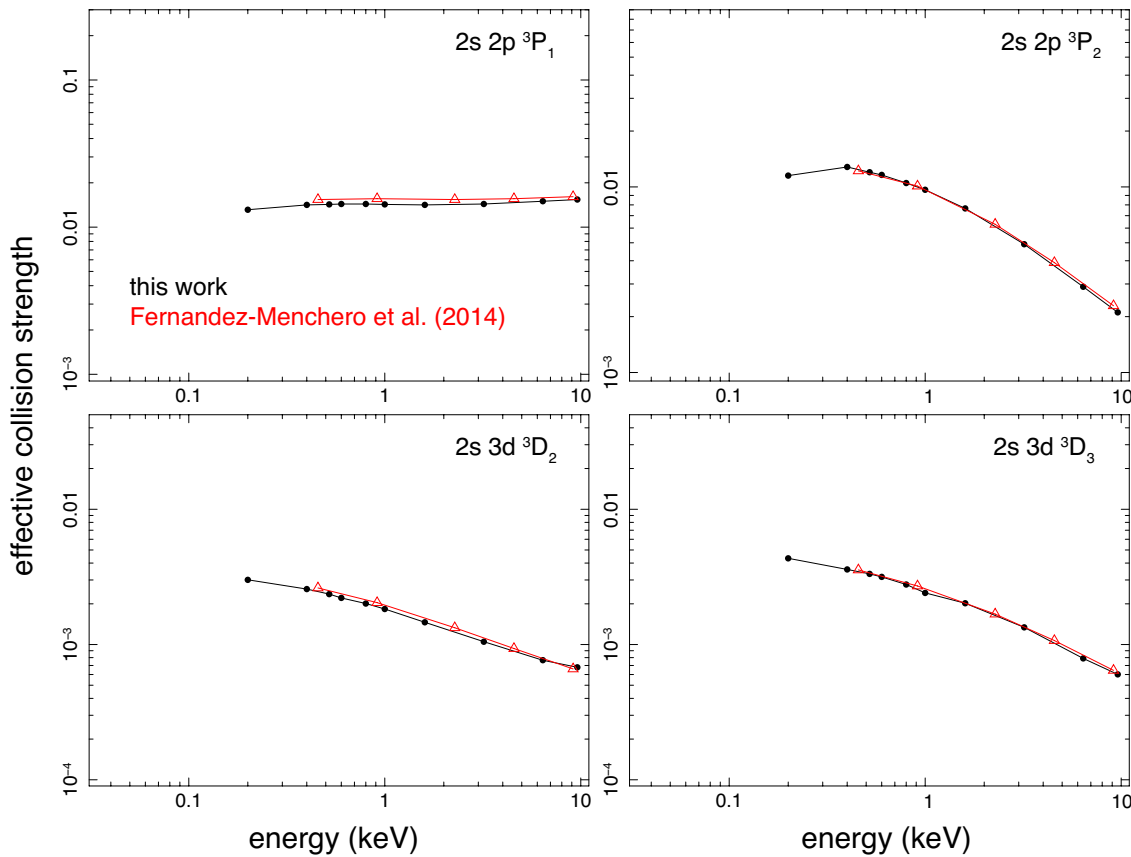 2s 2p ³P₁
0.1
0.01
10⁻³
this work
Fernandez-Menchero et al. (2014)
0.1 1 10
2s 2p ³P₂
0.01
10⁻³
0.1 1 10
effective collision strength
2s 3d ³D₂
0.01
10⁻³
10⁻⁴
0.1 1 10
energy (keV)
2s 3d ³D₃
0.01
10⁻³
10⁻⁴
0.1 1 10
energy (keV)